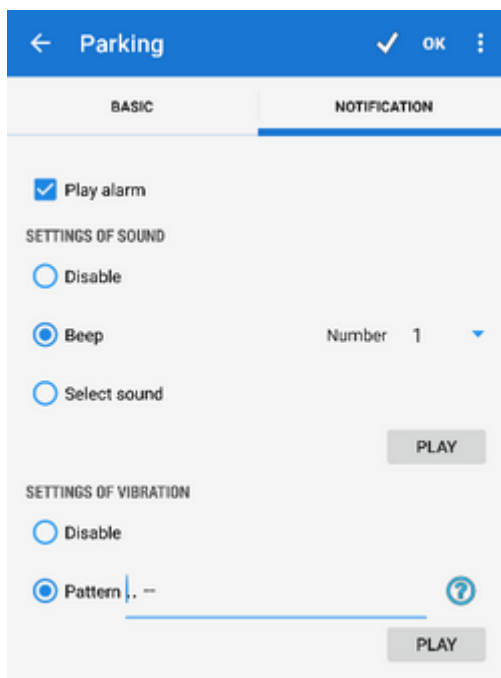 Parking OK
BASIC NOTIFICATION
Play alarm
SETTINGS OF SOUND
Disable
Beep Number 1
Select sound
PLAY
SETTINGS OF VIBRATION
Disable
Pattern .. -- ?
PLAY